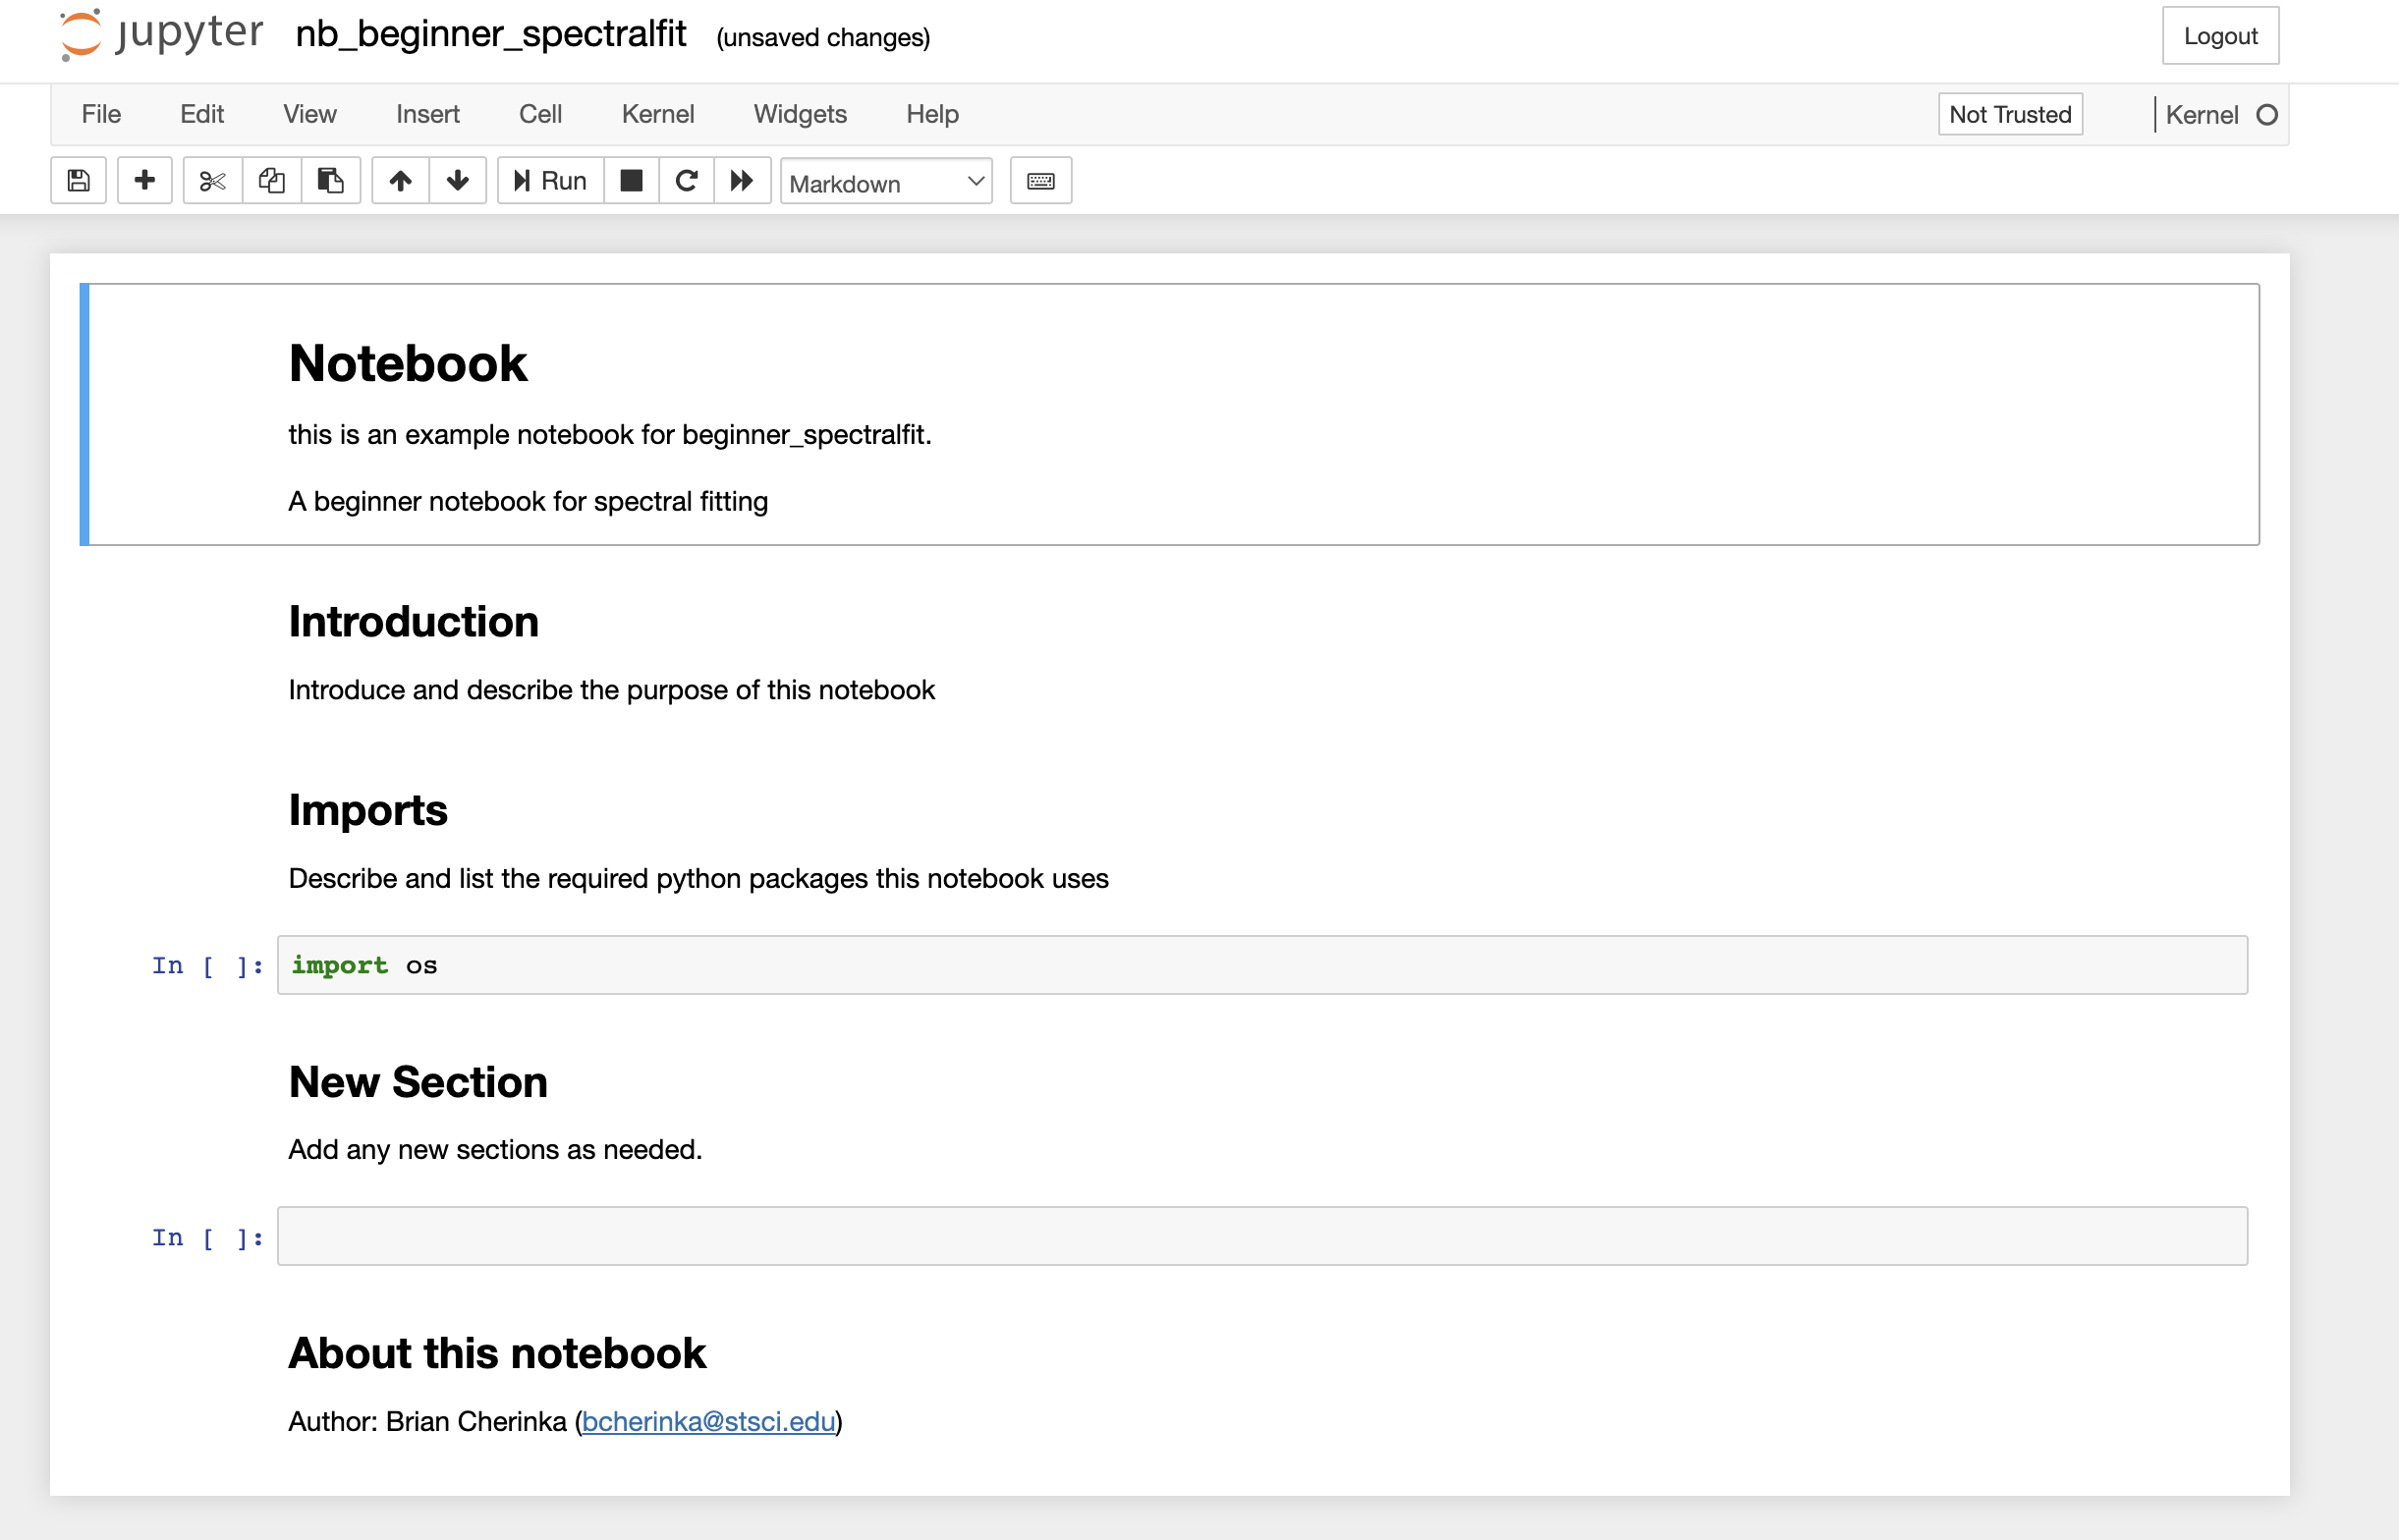 jupyter nb_beginner_spectralfit (unsaved changes) Logout
File Edit View Insert Cell Kernel Widgets Help Not Trusted Kernel
Run Markdown
Notebook
this is an example notebook for beginner_spectralfit.
A beginner notebook for spectral fitting
Introduction
Introduce and describe the purpose of this notebook
Imports
Describe and list the required python packages this notebook uses
In [ ]: import os
New Section
Add any new sections as needed.
In [ ]:
About this notebook
Author: Brian Cherinka (bcherinka@stsci.edu)